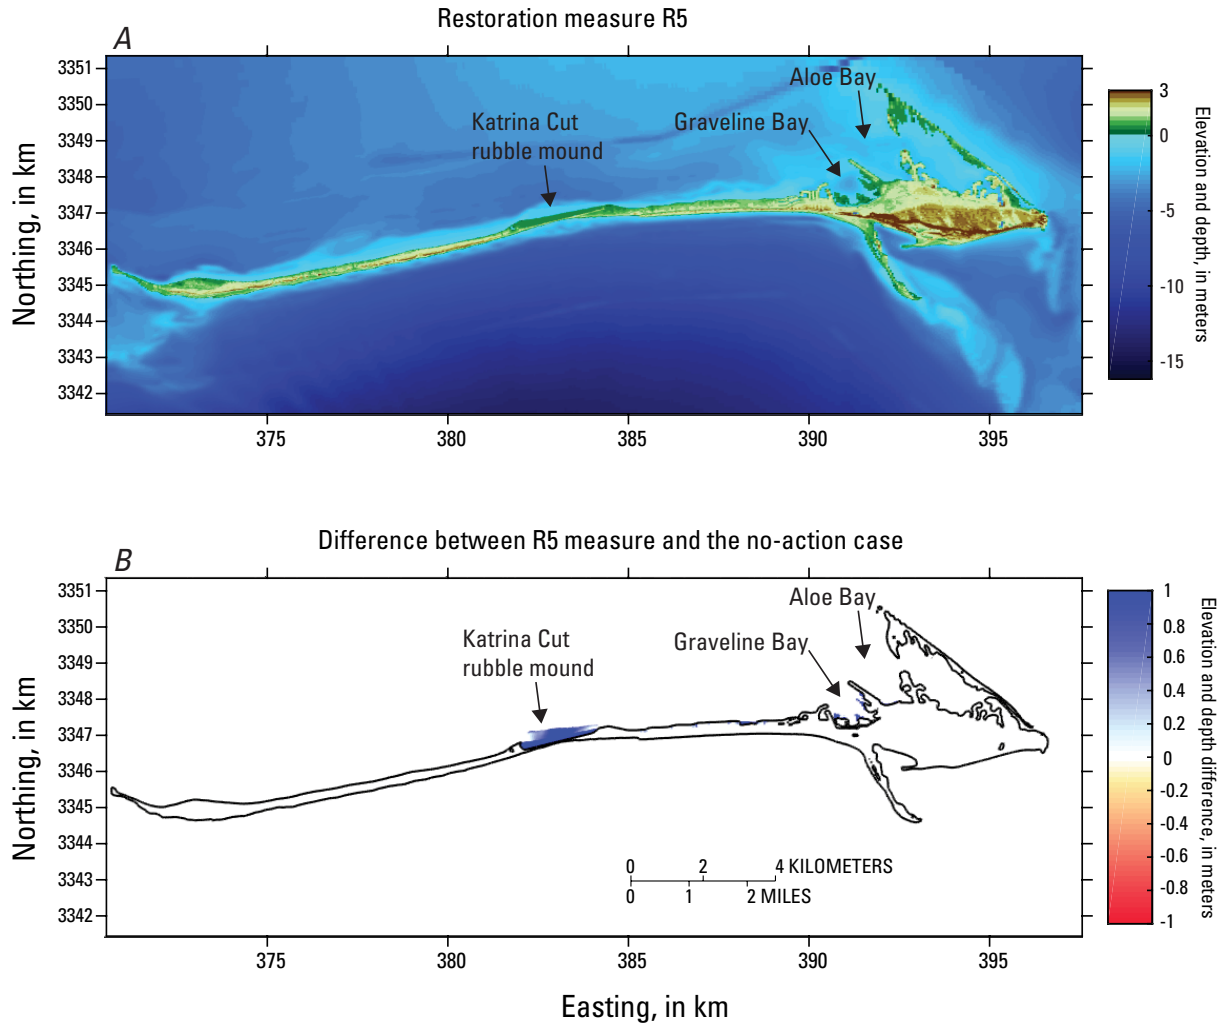 Restoration measure R5
A
3351
3350
3349
3348
3347
3346
3345
3344
3343
3342
Northing, in km
Katrina Cut
rubble mound
Graveline Bay
Aloe Bay
375
380
385
390
395
3
0
-5
-10
-15
Elevation and depth, in meters
Difference between R5 measure and the no-action case
B
3351
3350
3349
3348
3347
3346
3345
3344
3343
3342
Northing, in km
Katrina Cut
rubble mound
Graveline Bay
Aloe Bay
0 2 4 KILOMETERS
0 1 2 MILES
375
380
385
390
395
Easting, in km
1
0.8
0.6
0.4
0.2
0
-0.2
-0.4
-0.6
-0.8
-1
Elevation and depth difference, in meters